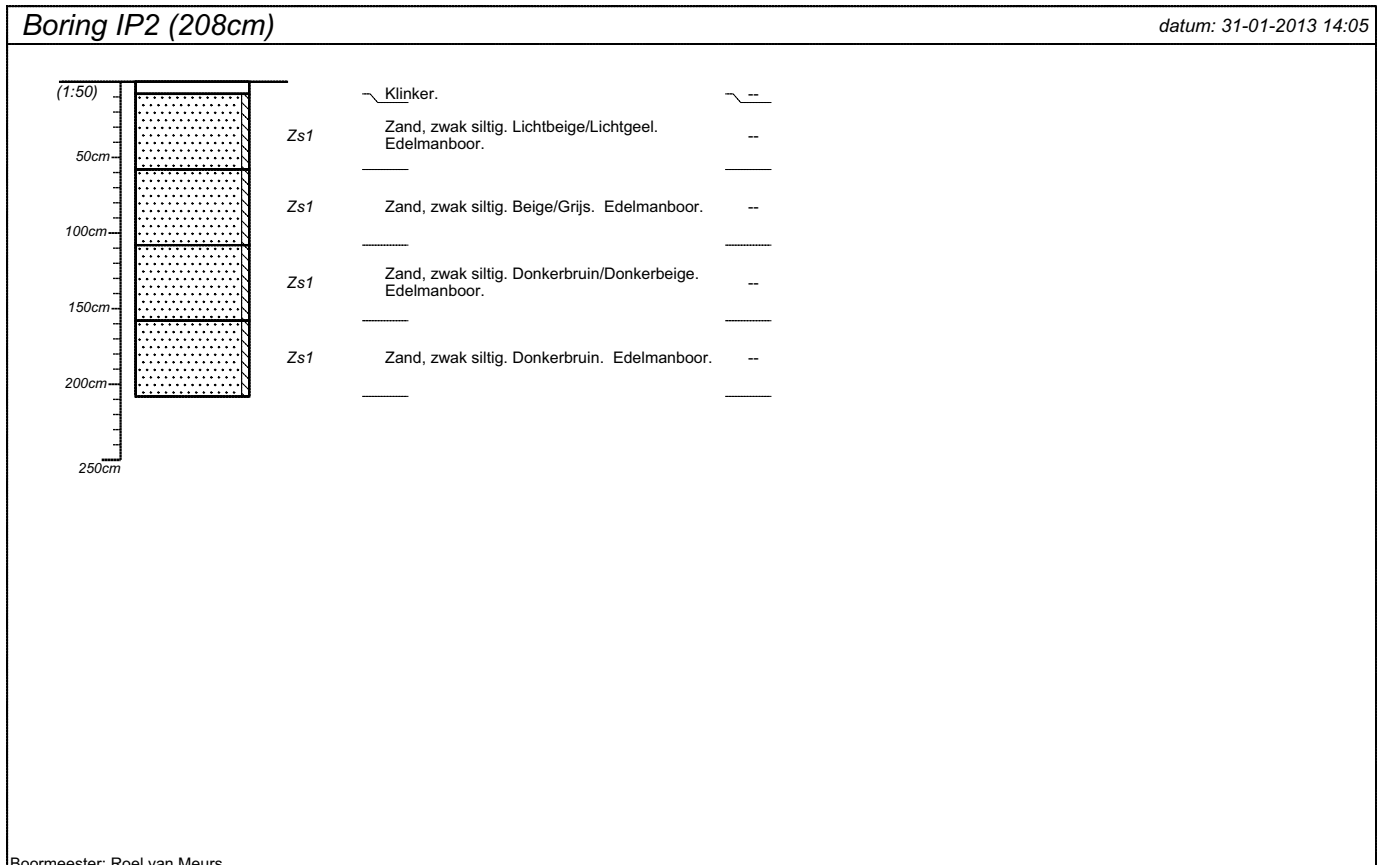 Boring IP2 (208cm)
datum: 31-01-2013 14:05
(1:50)
Klinker.
--
Zs1
Zand, zwak siltig. Lichtbeige/Lichtgeel.
Edelmanboor.
--
50cm
Zs1
Zand, zwak siltig. Beige/Grijs. Edelmanboor.
--
100cm
Zs1
Zand, zwak siltig. Donkerbruin/Donkerbeige.
Edelmanboor.
--
150cm
Zs1
Zand, zwak siltig. Donkerbruin. Edelmanboor.
--
200cm
250cm
Boormeester: Roel van Meurs